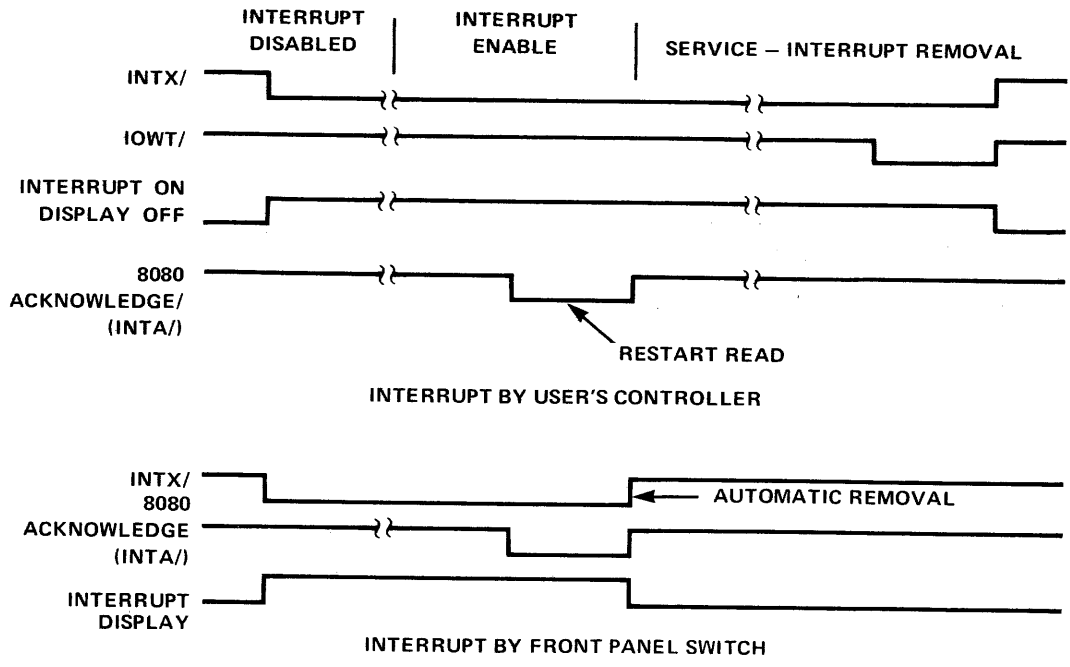 INTERRUPT
DISABLED
INTERRUPT
ENABLE
SERVICE – INTERRUPT REMOVAL
INTX/
IOWT/
INTERRUPT ON
DISPLAY OFF
8080
ACKNOWLEDGE/
(INTA/)
RESTART READ
INTERRUPT BY USER'S CONTROLLER
INTX/
8080
ACKNOWLEDGE
(INTA/)
AUTOMATIC REMOVAL
INTERRUPT
DISPLAY
INTERRUPT BY FRONT PANEL SWITCH